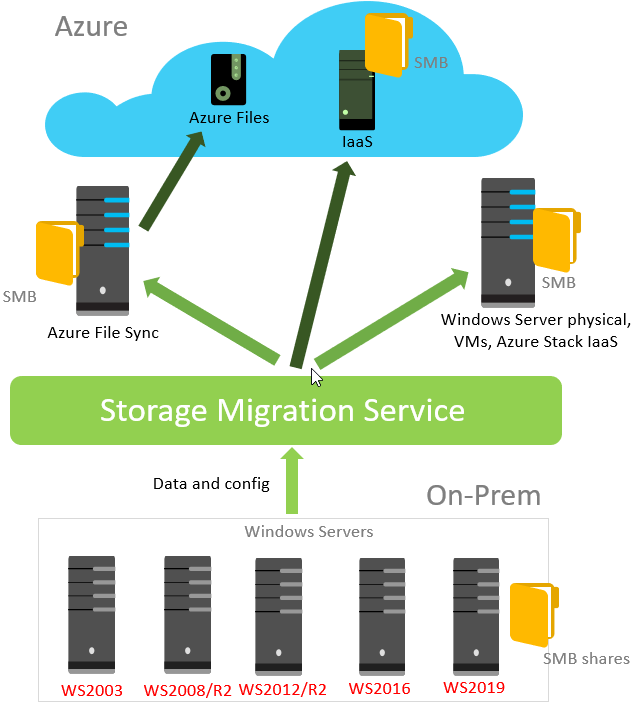 Azure
SMB
Azure Files
IaaS
SMB
SMB
Azure File Sync
Windows Server physical,
VMs, Azure Stack IaaS
Storage Migration Service
Data and config
On-Prem
Windows Servers
SMB shares
WS2003
WS2008/R2
WS2012/R2
WS2016
WS2019